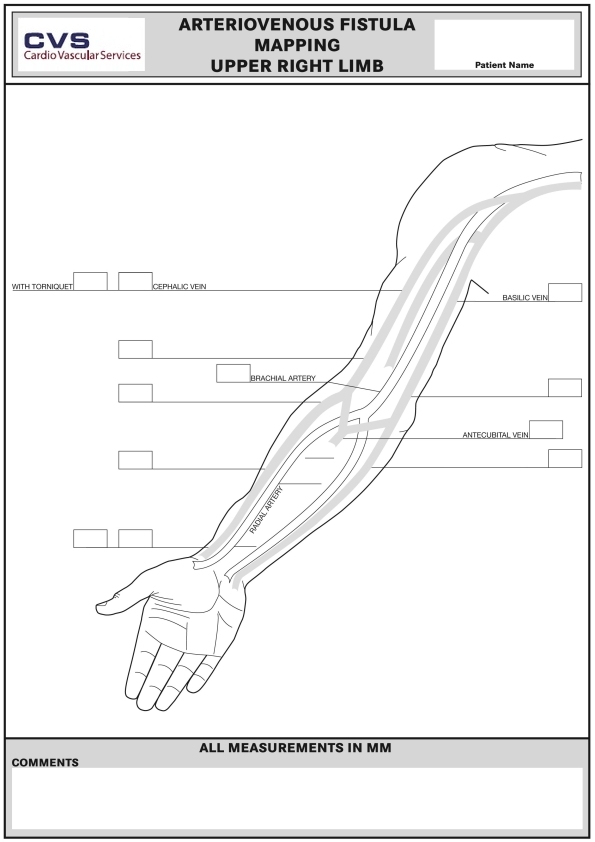 CVS
Cardio Vascular Services
ARTERIOVENOUS FISTULA
MAPPING
UPPER RIGHT LIMB
Patient Name
WITH TORNIQUET
CEPHALIC VEIN
BASILIC VEIN
BRACHIAL ARTERY
ANTECUBITAL VEIN
RADIAL ARTERY
ALL MEASUREMENTS IN MM
COMMENTS